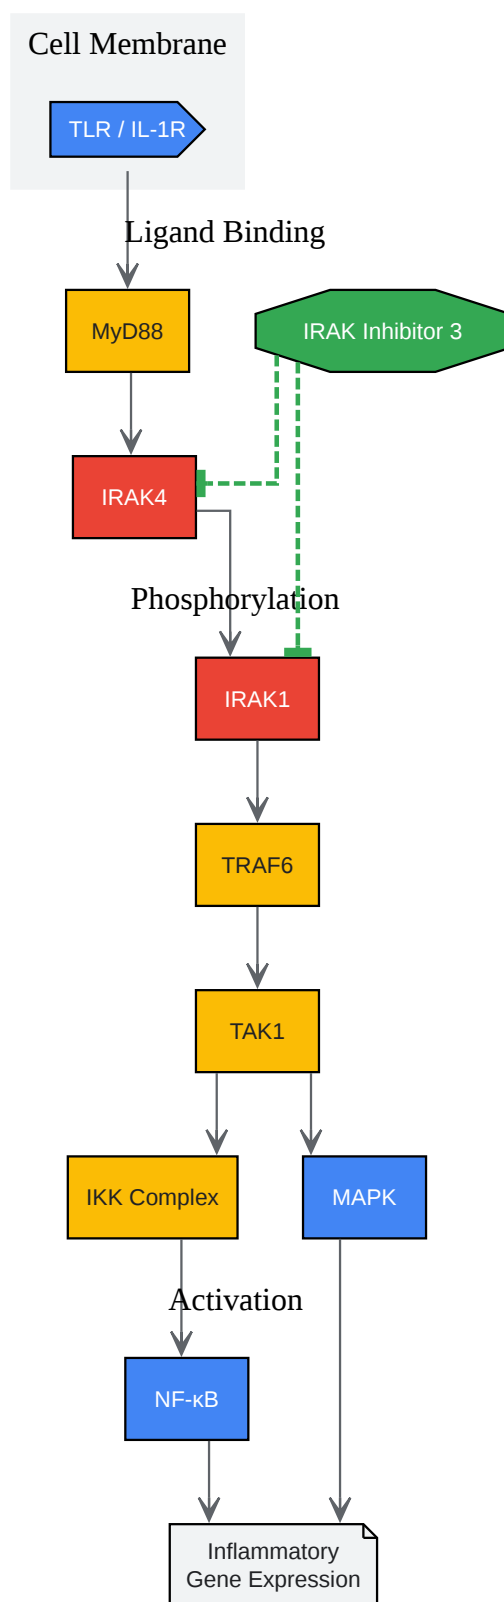 Cell Membrane
TLR / IL-1R
Ligand Binding
MyD88
IRAK Inhibitor 3
IRAK4
Phosphorylation
IRAK1
TRAF6
TAK1
IKK Complex
MAPK
Activation
NF-κB
Inflammatory
Gene Expression